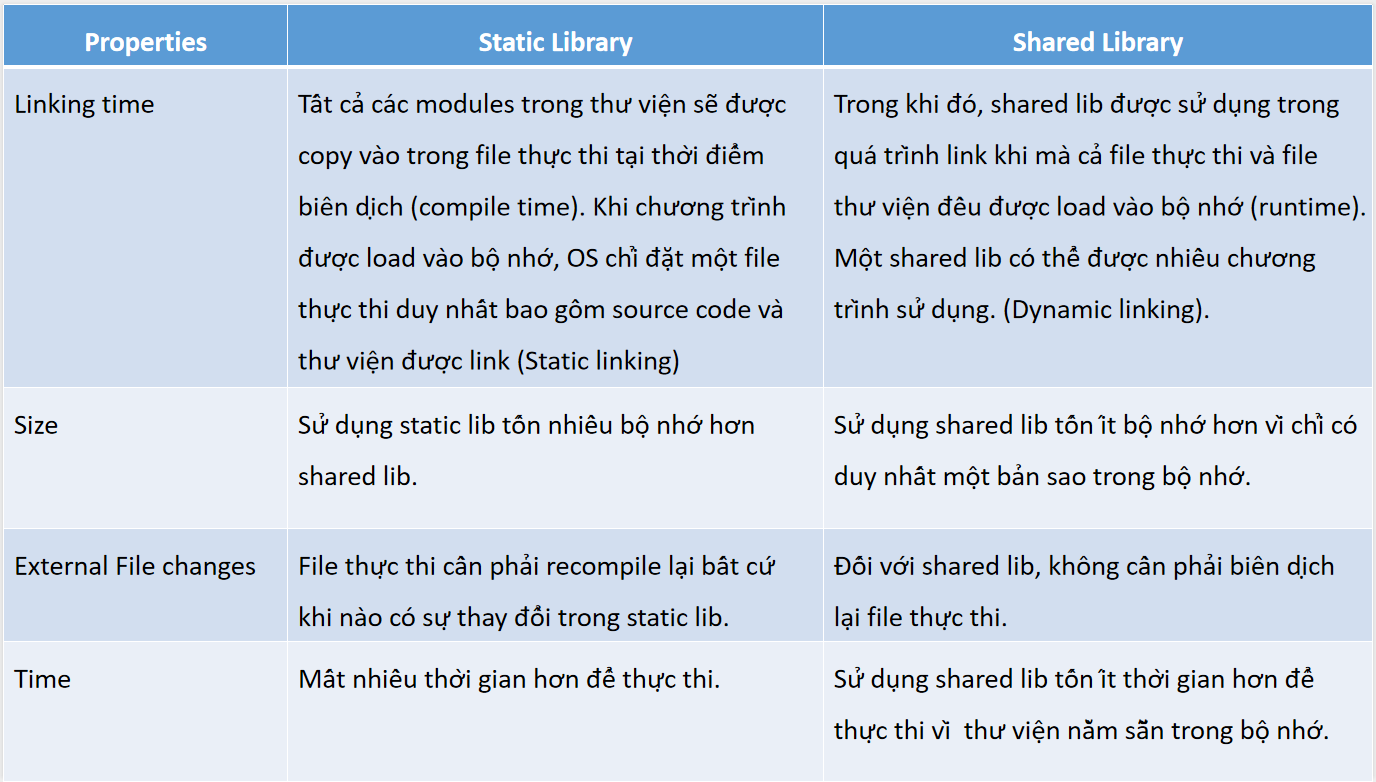 Properties
Static Library
Shared Library
Linking time
Tất cả các modules trong thư viện sẽ được
copy vào trong file thực thi tại thời điểm
biên dịch (compile time). Khi chương trình
được load vào bộ nhớ, OS chỉ đặt một file
thực thi duy nhất bao gồm source code và
thư viện được link (Static linking)
Trong khi đó, shared lib được sử dụng trong
quá trình link khi mà cả file thực thi và file
thư viện đều được load vào bộ nhớ (runtime).
Một shared lib có thể được nhiều chương
trình sử dụng. (Dynamic linking).
Size
Sử dụng static lib tốn nhiều bộ nhớ hơn
shared lib.
Sử dụng shared lib tốn ít bộ nhớ hơn vì chỉ có
duy nhất một bản sao trong bộ nhớ.
External File changes
File thực thi cần phải recompile lại bất cứ
khi nào có sự thay đổi trong static lib.
Đối với shared lib, không cần phải biên dịch
lại file thực thi.
Time
Mất nhiều thời gian hơn để thực thi.
Sử dụng shared lib tốn ít thời gian hơn để
thực thi vì  thư viện nằm sẵn trong bộ nhớ.